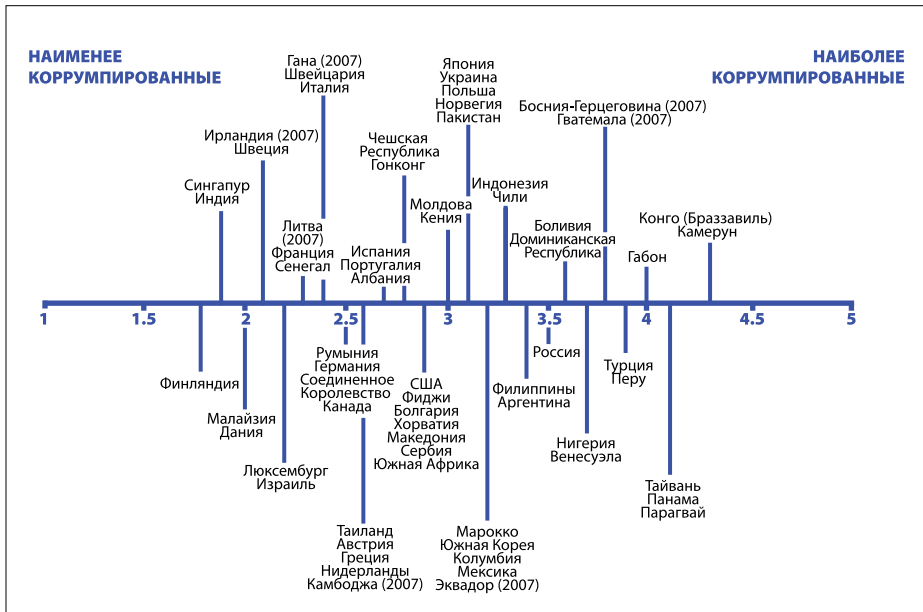 НАИМЕНЕЕ
КОРРУМПИРОВАННЫЕ
НАИБОЛЕЕ
КОРРУМПИРОВАННЫЕ
Сингапур
Индия
Ирландия (2007)
Швеция
Гана (2007)
Швейцария
Италия
Литва
(2007)
Франция
Сенегал
Испания
Португалия
Албания
Чешская
Республика
Гонконг
Молдова
Кения
Япония
Украина
Польша
Норвегия
Пакистан
Индонезия
Чили
Боливия
Доминиканская
Республика
Босния-Герцеговина (2007)
Гватемала (2007)
Габон
Конго (Браззавиль)
Камерун
1 1.5 2 2.5 3 3.5 4 4.5 5
Финляндия
Малайзия
Дания
Люксембург
Израиль
Румыния
Германия
Соединенное
Королевство
Канада
Таиланд
Австрия
Греция
Нидерланды
Камбоджа (2007)
США
Фиджи
Болгария
Хорватия
Македония
Сербия
Южная Африка
Марокко
Южная Корея
Колумбия
Мексика
Эквадор (2007)
Филиппины
Аргентина
Россия
Нигерия
Венесуэла
Турция
Перу
Тайвань
Панама
Парагвай